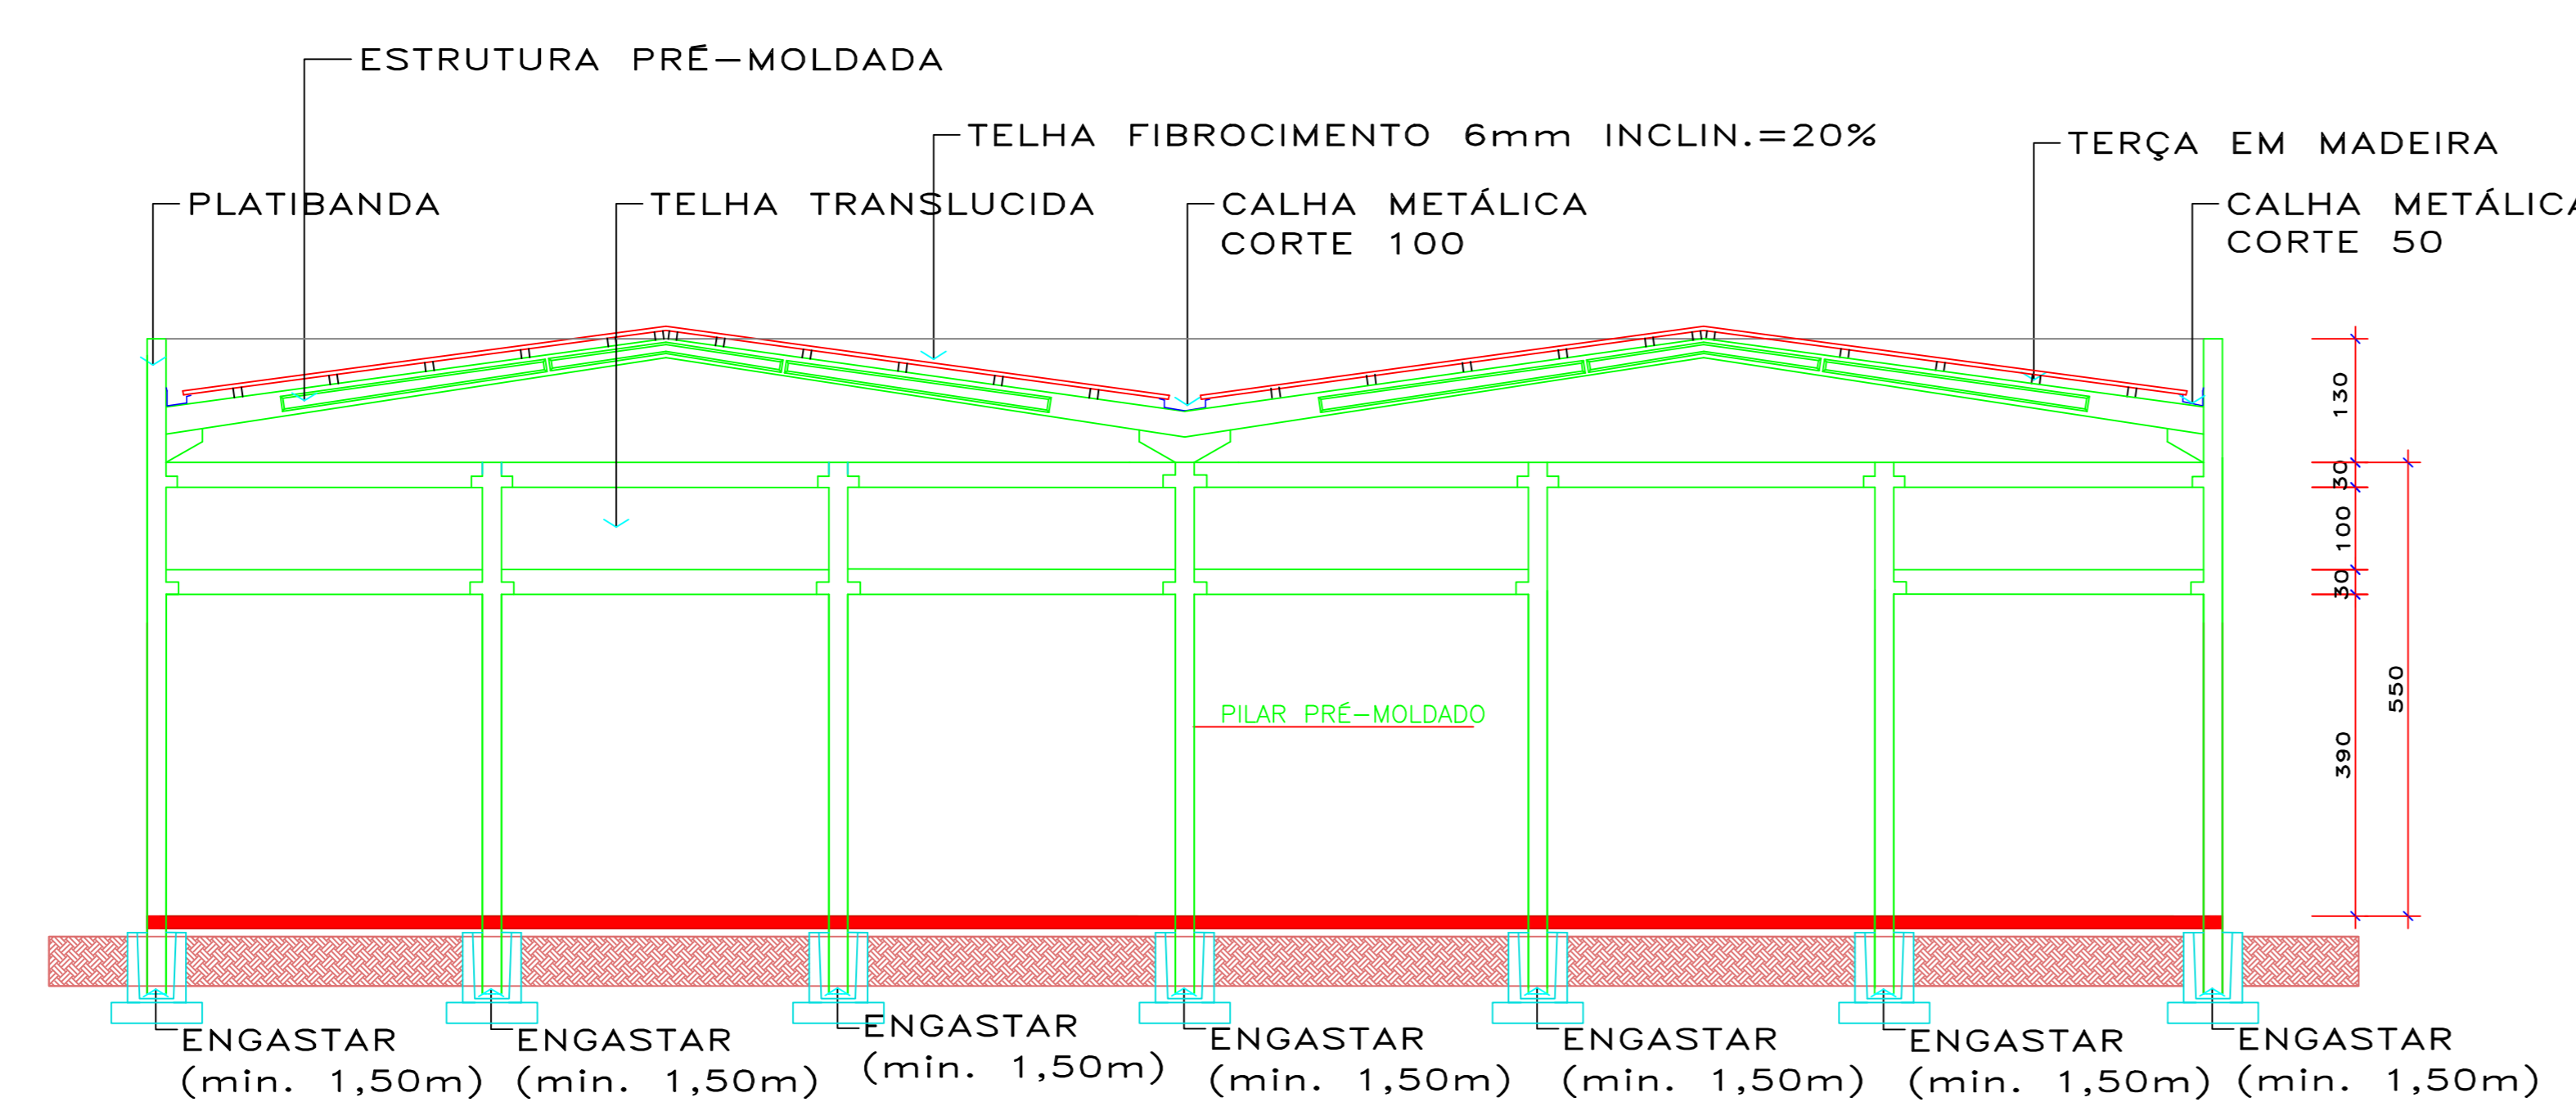 ESTRUTURA PRÉ-MOLDADA
TELHA FIBROCIMENTO 6mm INCLIN.=20%
TERÇA EM MADEIRA
PLATIBANDA
TELHA TRANSLUCIDA
CALHA METÁLICA
CORTE 100
CALHA METÁLICA
CORTE 50
130
30
100
30
550
390
PILAR PRÉ-MOLDADO
ENGASTAR
(min. 1,50m)
ENGASTAR
(min. 1,50m)
ENGASTAR
(min. 1,50m)
ENGASTAR
(min. 1,50m)
ENGASTAR
(min. 1,50m)
ENGASTAR
(min. 1,50m)
ENGASTAR
(min. 1,50m)